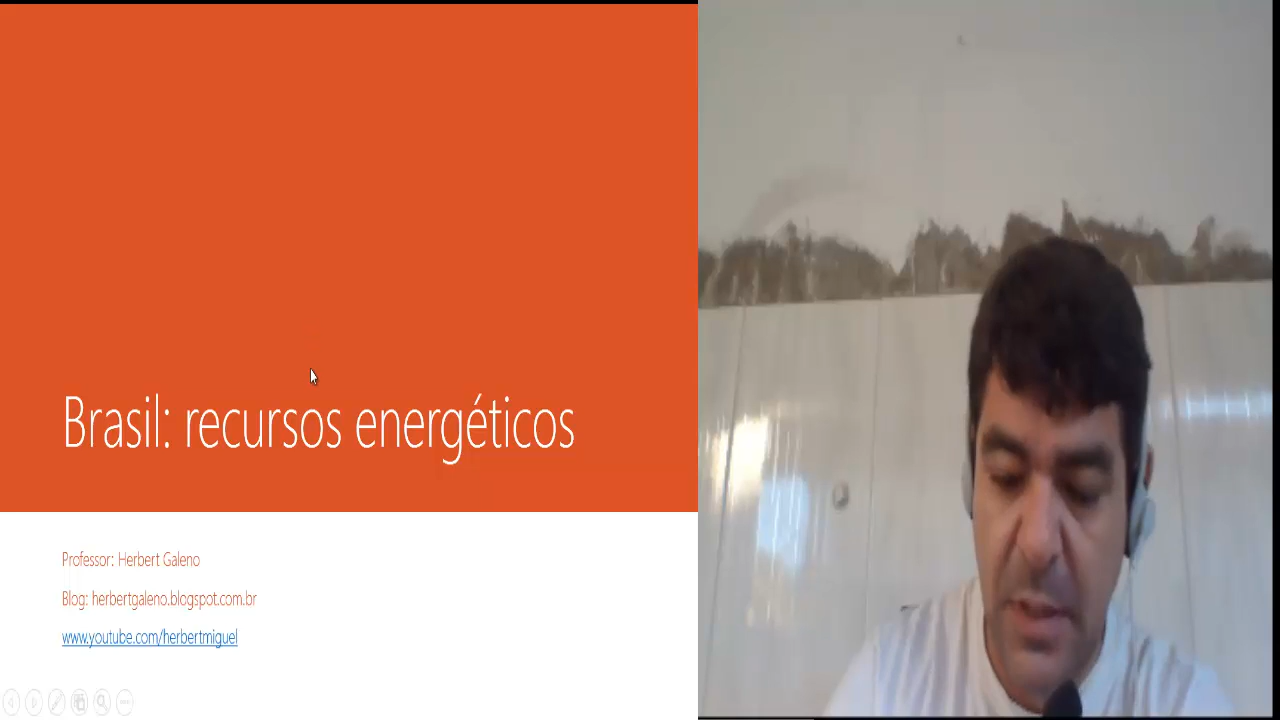 Brasil: recursos energéticos
Professor: Herbert Galeno
Blog: herbertgaleno.blogspot.com.br
www.youtube.com/herbertmiguel